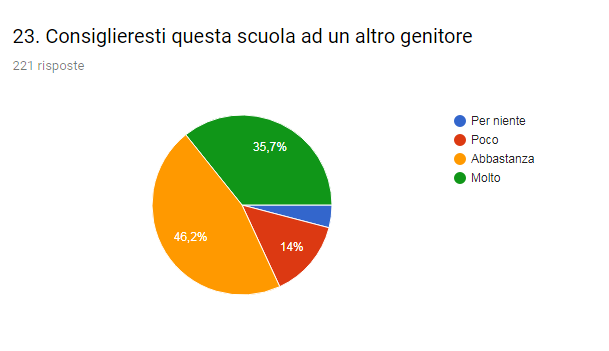 23. Consiglieresti questa scuola ad un altro genitore
221 risposte
Per niente
Poco
Abbastanza
Molto
35,7%
46,2%
14%